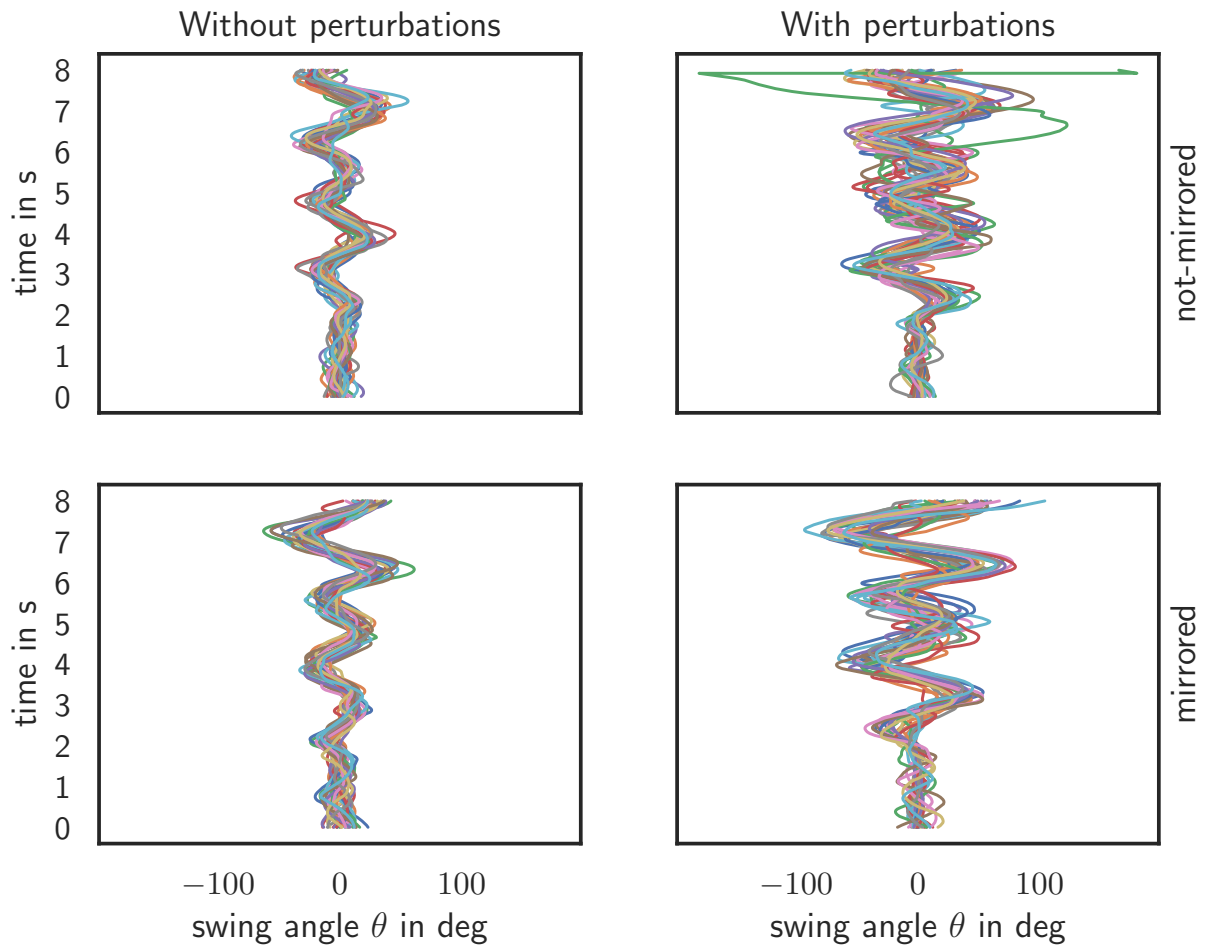 Without perturbations
With perturbations
8
7
6
5
4
3
2
1
0
time in s
not-mirrored
8
7
6
5
4
3
2
1
0
time in s
mirrored
−100 0 100
swing angle θ in deg
−100 0 100
swing angle θ in deg